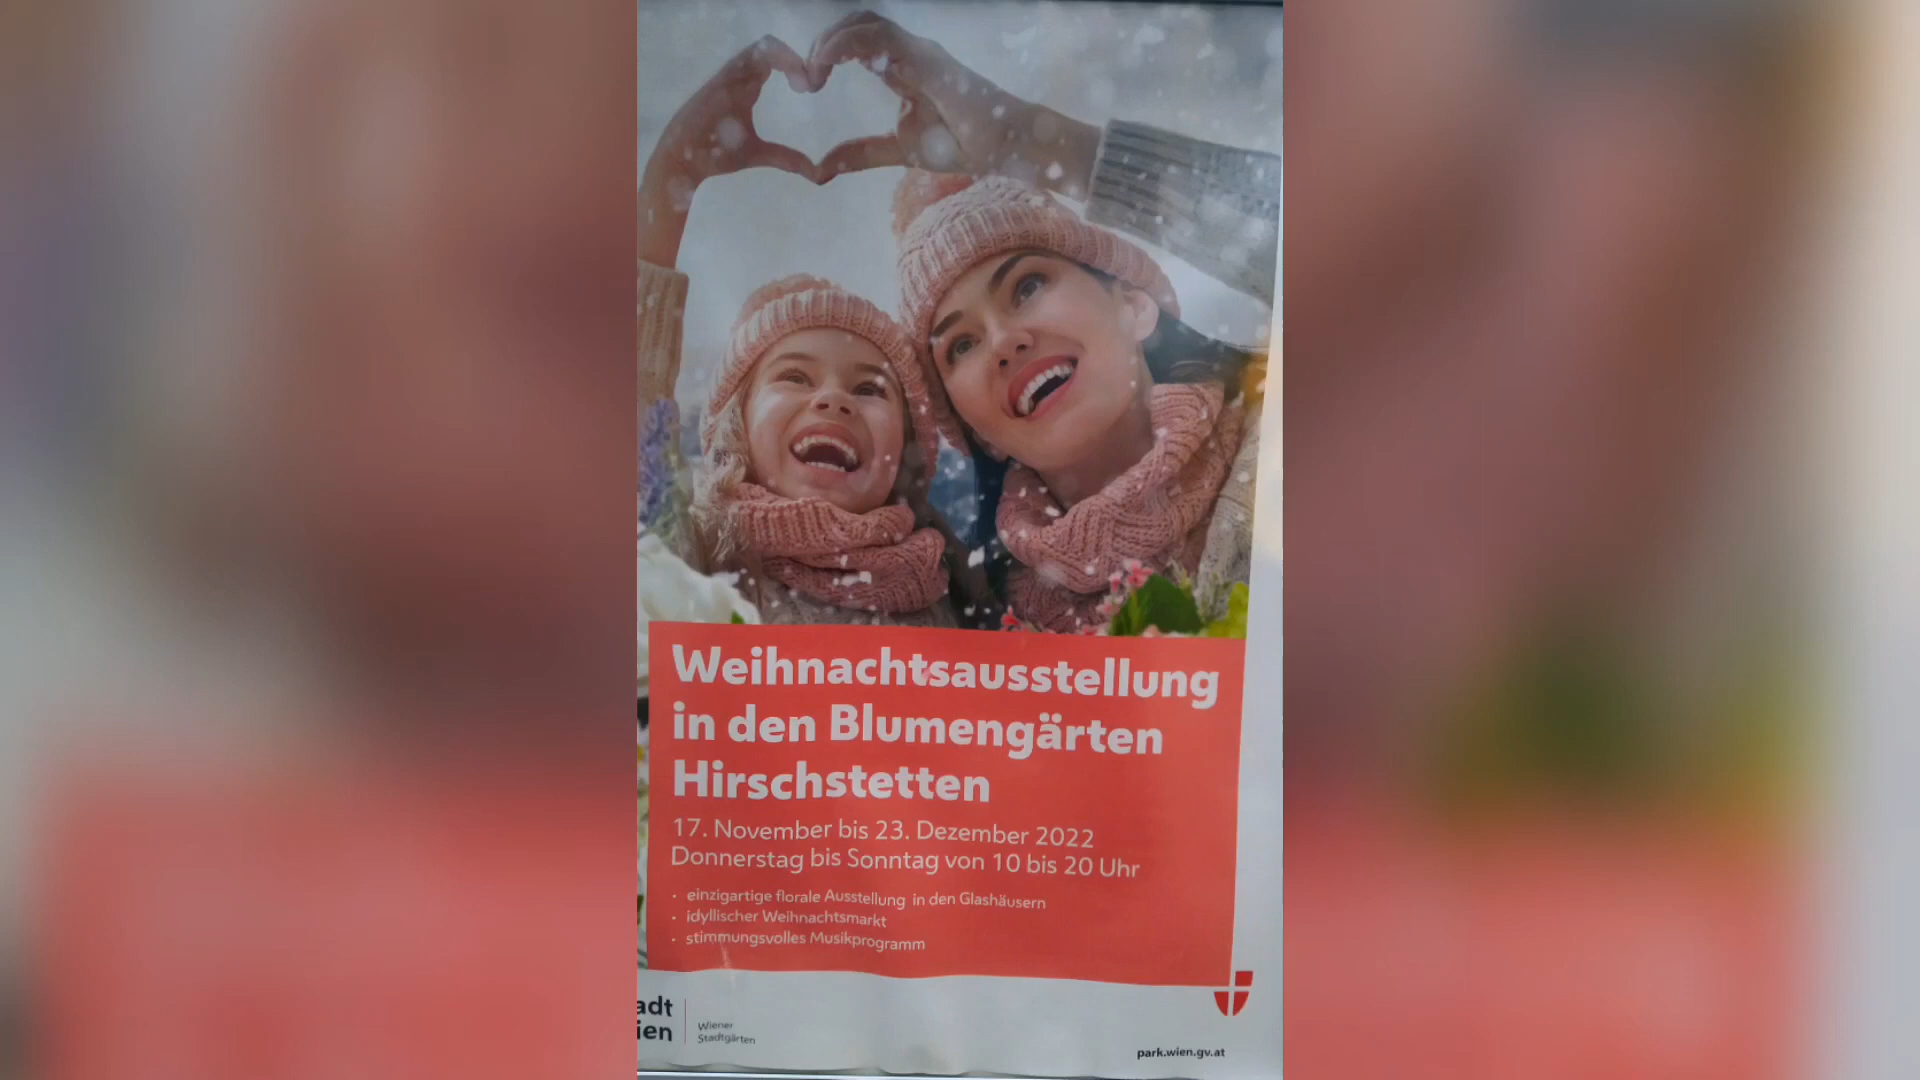 Weihnachtsausstellung
in den Blumengärten
Hirschstetten
17. November bis 23. Dezember 2022
Donnerstag bis Sonntag von 10 bis 20 Uhr
· einzigartige florale Ausstellung in den Glashäusern
· idyllischer Weihnachtsmarkt
· stimmungsvolles Musikprogramm
adt
ien
Wiener
Stadtgärten
park.wien.gv.at